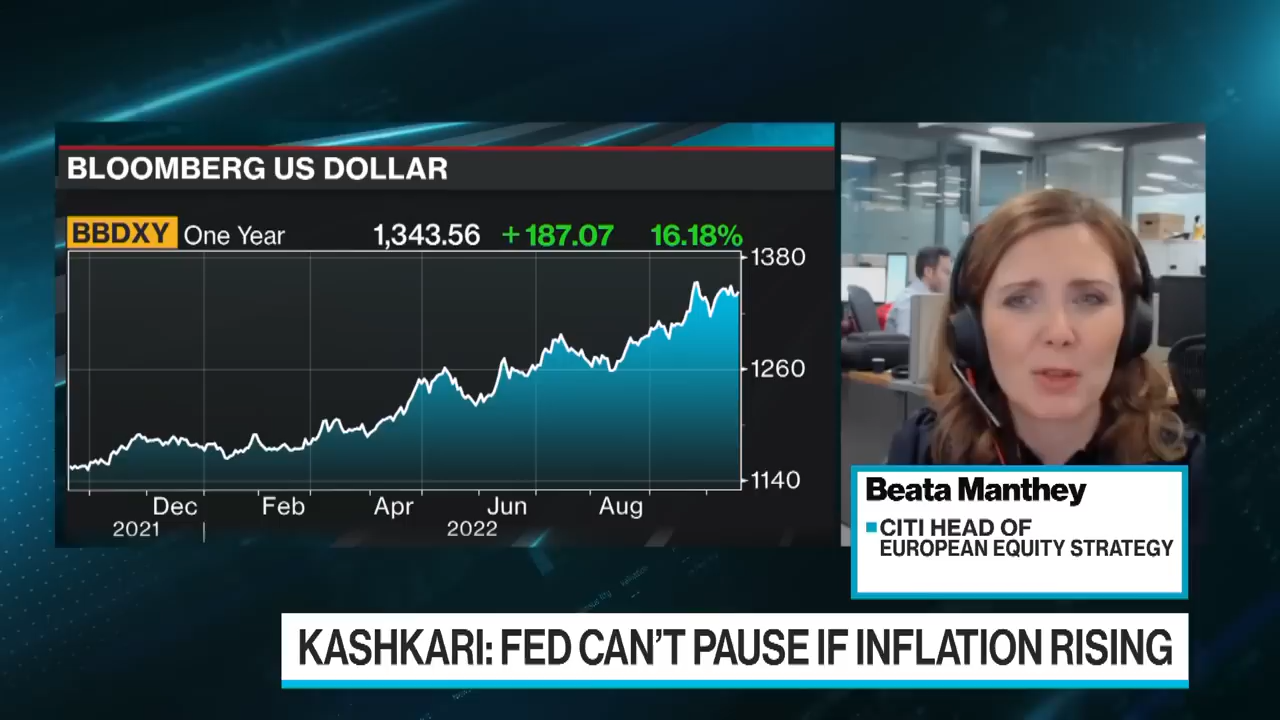 BLOOMBERG US DOLLAR
BBDXY One Year 1,343.56 +187.07 16.18%
1380
1260
1140
Dec Feb Apr Jun Aug
2021 2022
Beata Manthey
CITI HEAD OF
EUROPEAN EQUITY STRATEGY
KASHKARI: FED CAN'T PAUSE IF INFLATION RISING